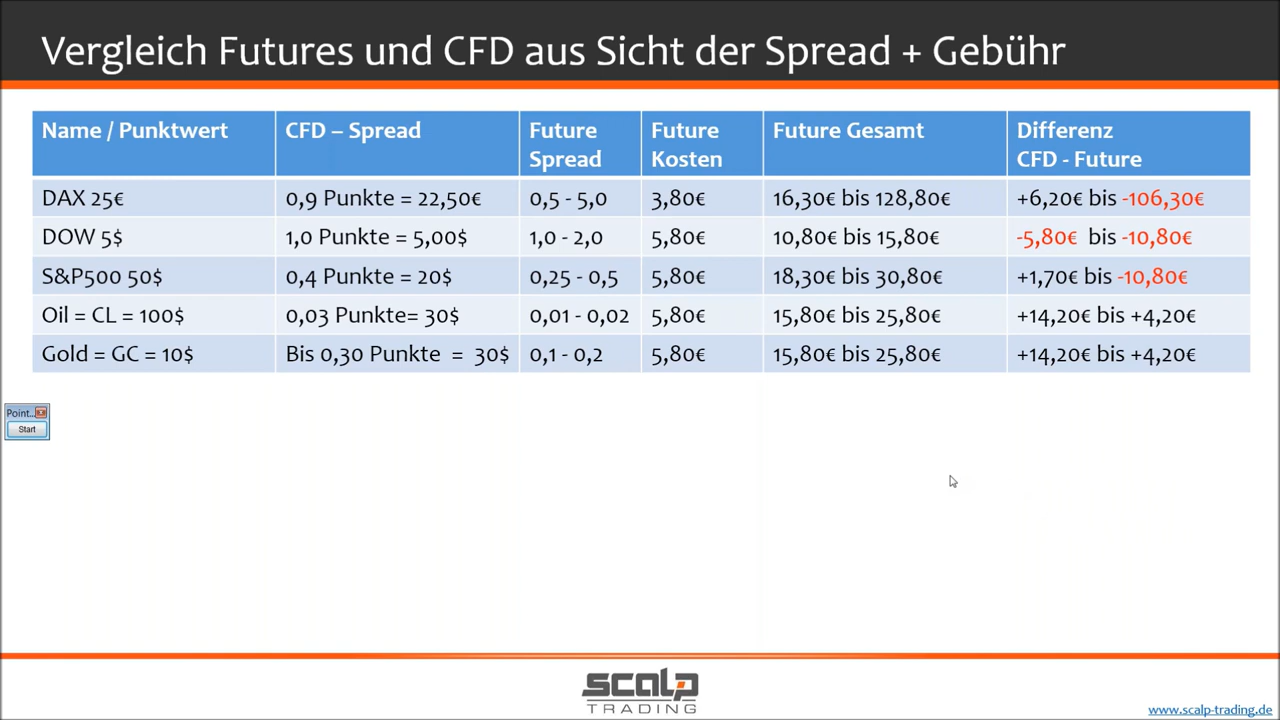 Vergleich Futures und CFD aus Sicht der Spread + Gebühr
Name / Punktwert CFD – Spread Future Spread Future Kosten Future Gesamt Differenz CFD - Future
DAX 25€ 0,9 Punkte = 22,50€ 0,5 - 5,0 3,80€ 16,30€ bis 128,80€ +6,20€ bis -106,30€
DOW 5$ 1,0 Punkte = 5,00$ 1,0 - 2,0 5,80€ 10,80€ bis 15,80€ -5,80€ bis -10,80€
S&P500 50$ 0,4 Punkte = 20$ 0,25 - 0,5 5,80€ 18,30€ bis 30,80€ +1,70€ bis -10,80€
Oil = CL = 100$ 0,03 Punkte= 30$ 0,01 - 0,02 5,80€ 15,80€ bis 25,80€ +14,20€ bis +4,20€
Gold = GC = 10$ Bis 0,30 Punkte = 30$ 0,1 - 0,2 5,80€ 15,80€ bis 25,80€ +14,20€ bis +4,20€
Point...
Start
scalp
TRADING
www.scalp-trading.de